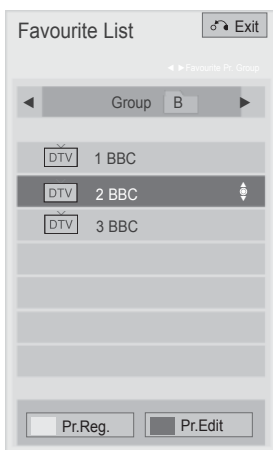 Favourite List
Exit
◄ ►Favourite Pr. Group
◄ Group B ►
DTV 1 BBC
DTV 2 BBC
DTV 3 BBC
Pr.Reg. Pr.Edit